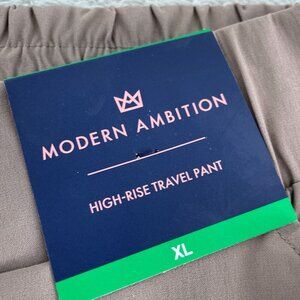 MODERN AMBITION
HIGH-RISE TRAVEL PANT
XL